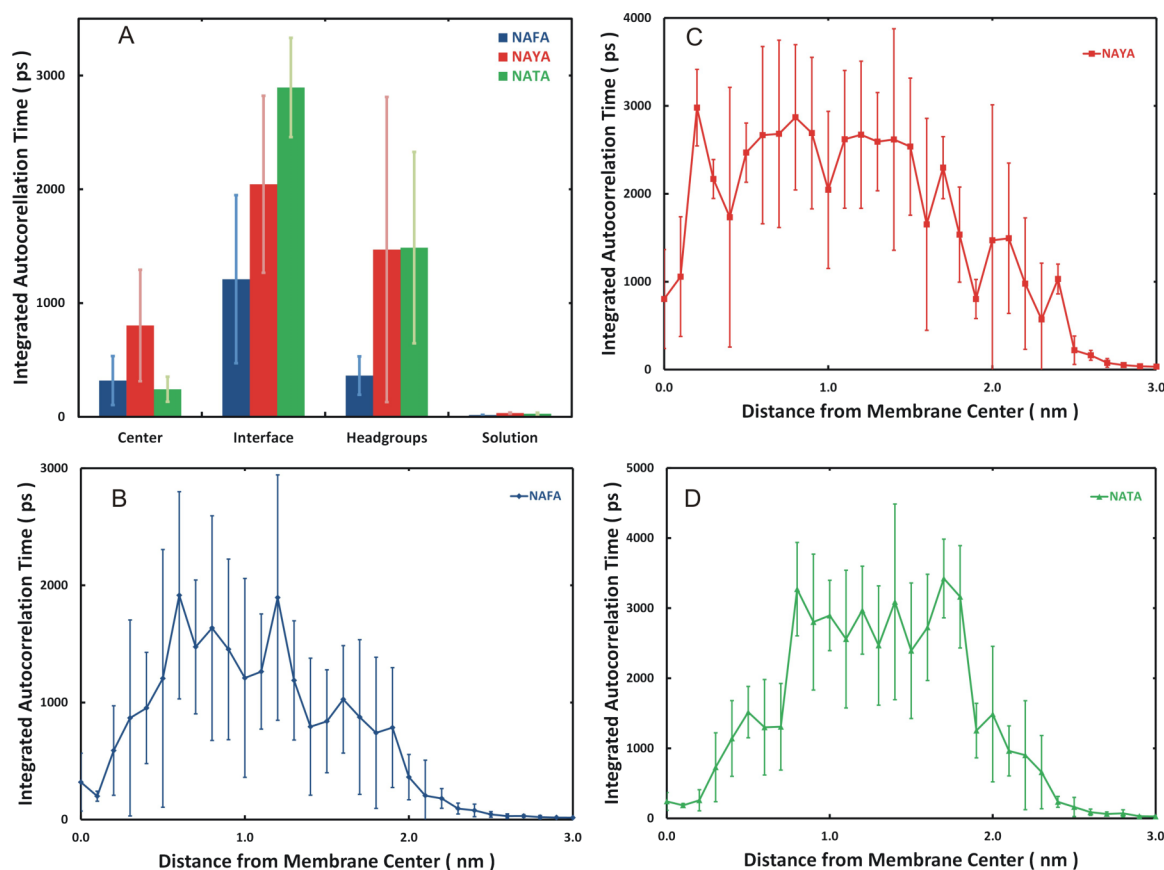 A
NAFA
NAYA
NATA
Integrated Autocorrelation Time ( ps )
3000
2000
1000
0
Center Interface Headgroups Solution
C
NAYA
Integrated Autocorelation Time ( ps )
4000
3000
2000
1000
0
0.0 1.0 2.0 3.0
Distance from Membrane Center ( nm )
B
NAFA
Integrated Autocorrelation Time ( ps )
3000
2000
1000
0
0.0 1.0 2.0 3.0
Distance from Membrane Center ( nm )
D
NATA
Integrated Autocorrelation Time ( ps )
5000
4000
3000
2000
1000
0
0.0 1.0 2.0 3.0
Distance from Membrane Center ( nm )